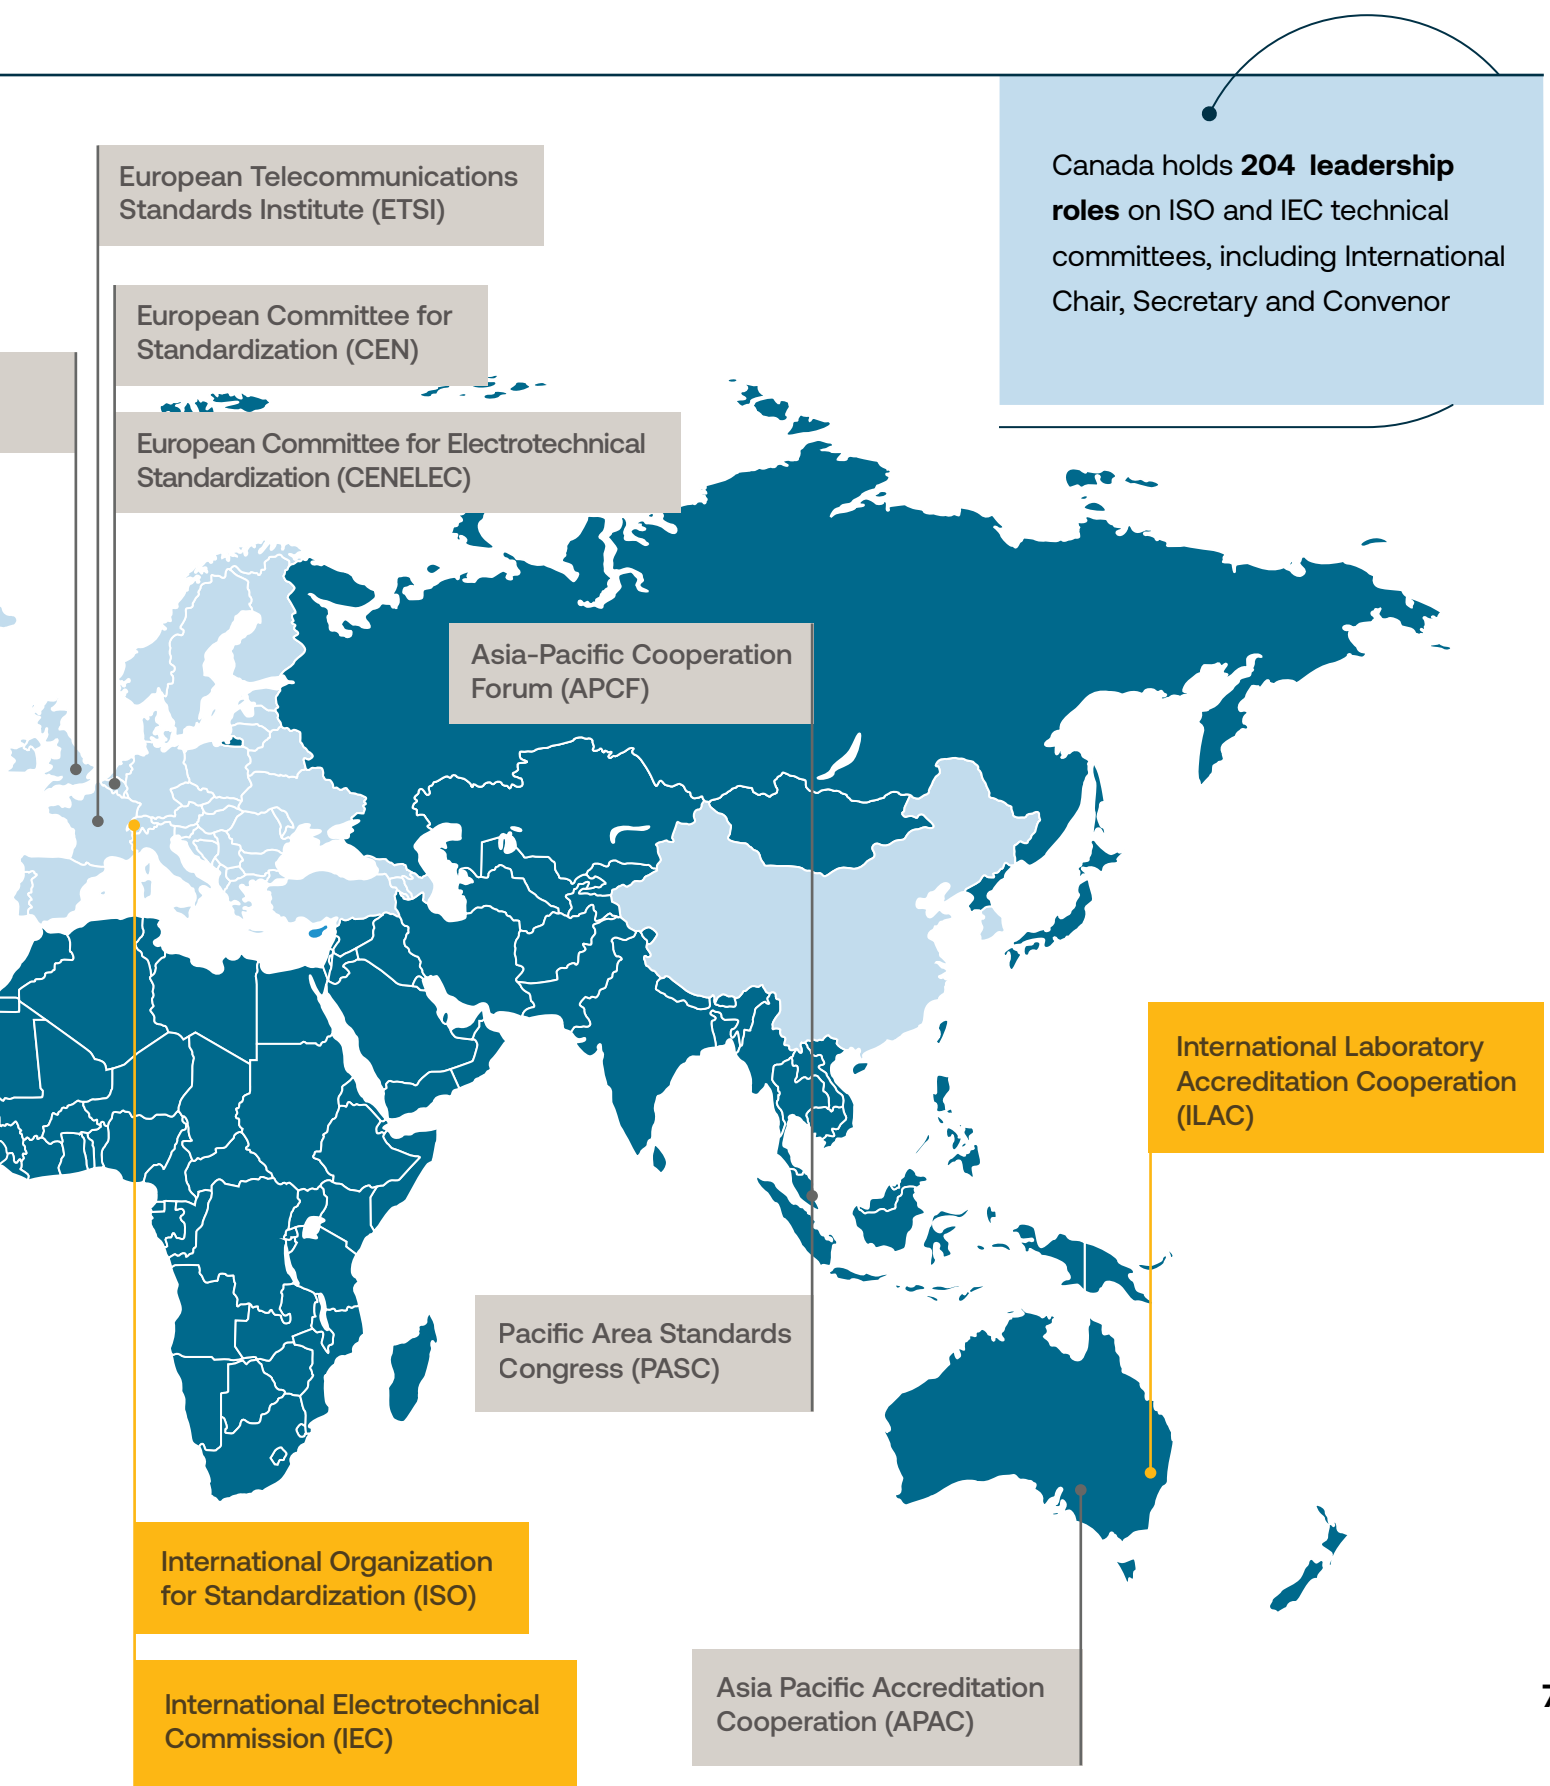 Canada holds 204 leadership
roles on ISO and IEC technical
committees, including International
Chair, Secretary and Convenor
European Telecommunications
Standards Institute (ETSI)
European Committee for
Standardization (CEN)
European Committee for Electrotechnical
Standardization (CENELEC)
Asia-Pacific Cooperation
Forum (APCF)
International Laboratory
Accreditation Cooperation
(ILAC)
Pacific Area Standards
Congress (PASC)
International Organization
for Standardization (ISO)
International Electrotechnical
Commission (IEC)
Asia Pacific Accreditation
Cooperation (APAC)
7